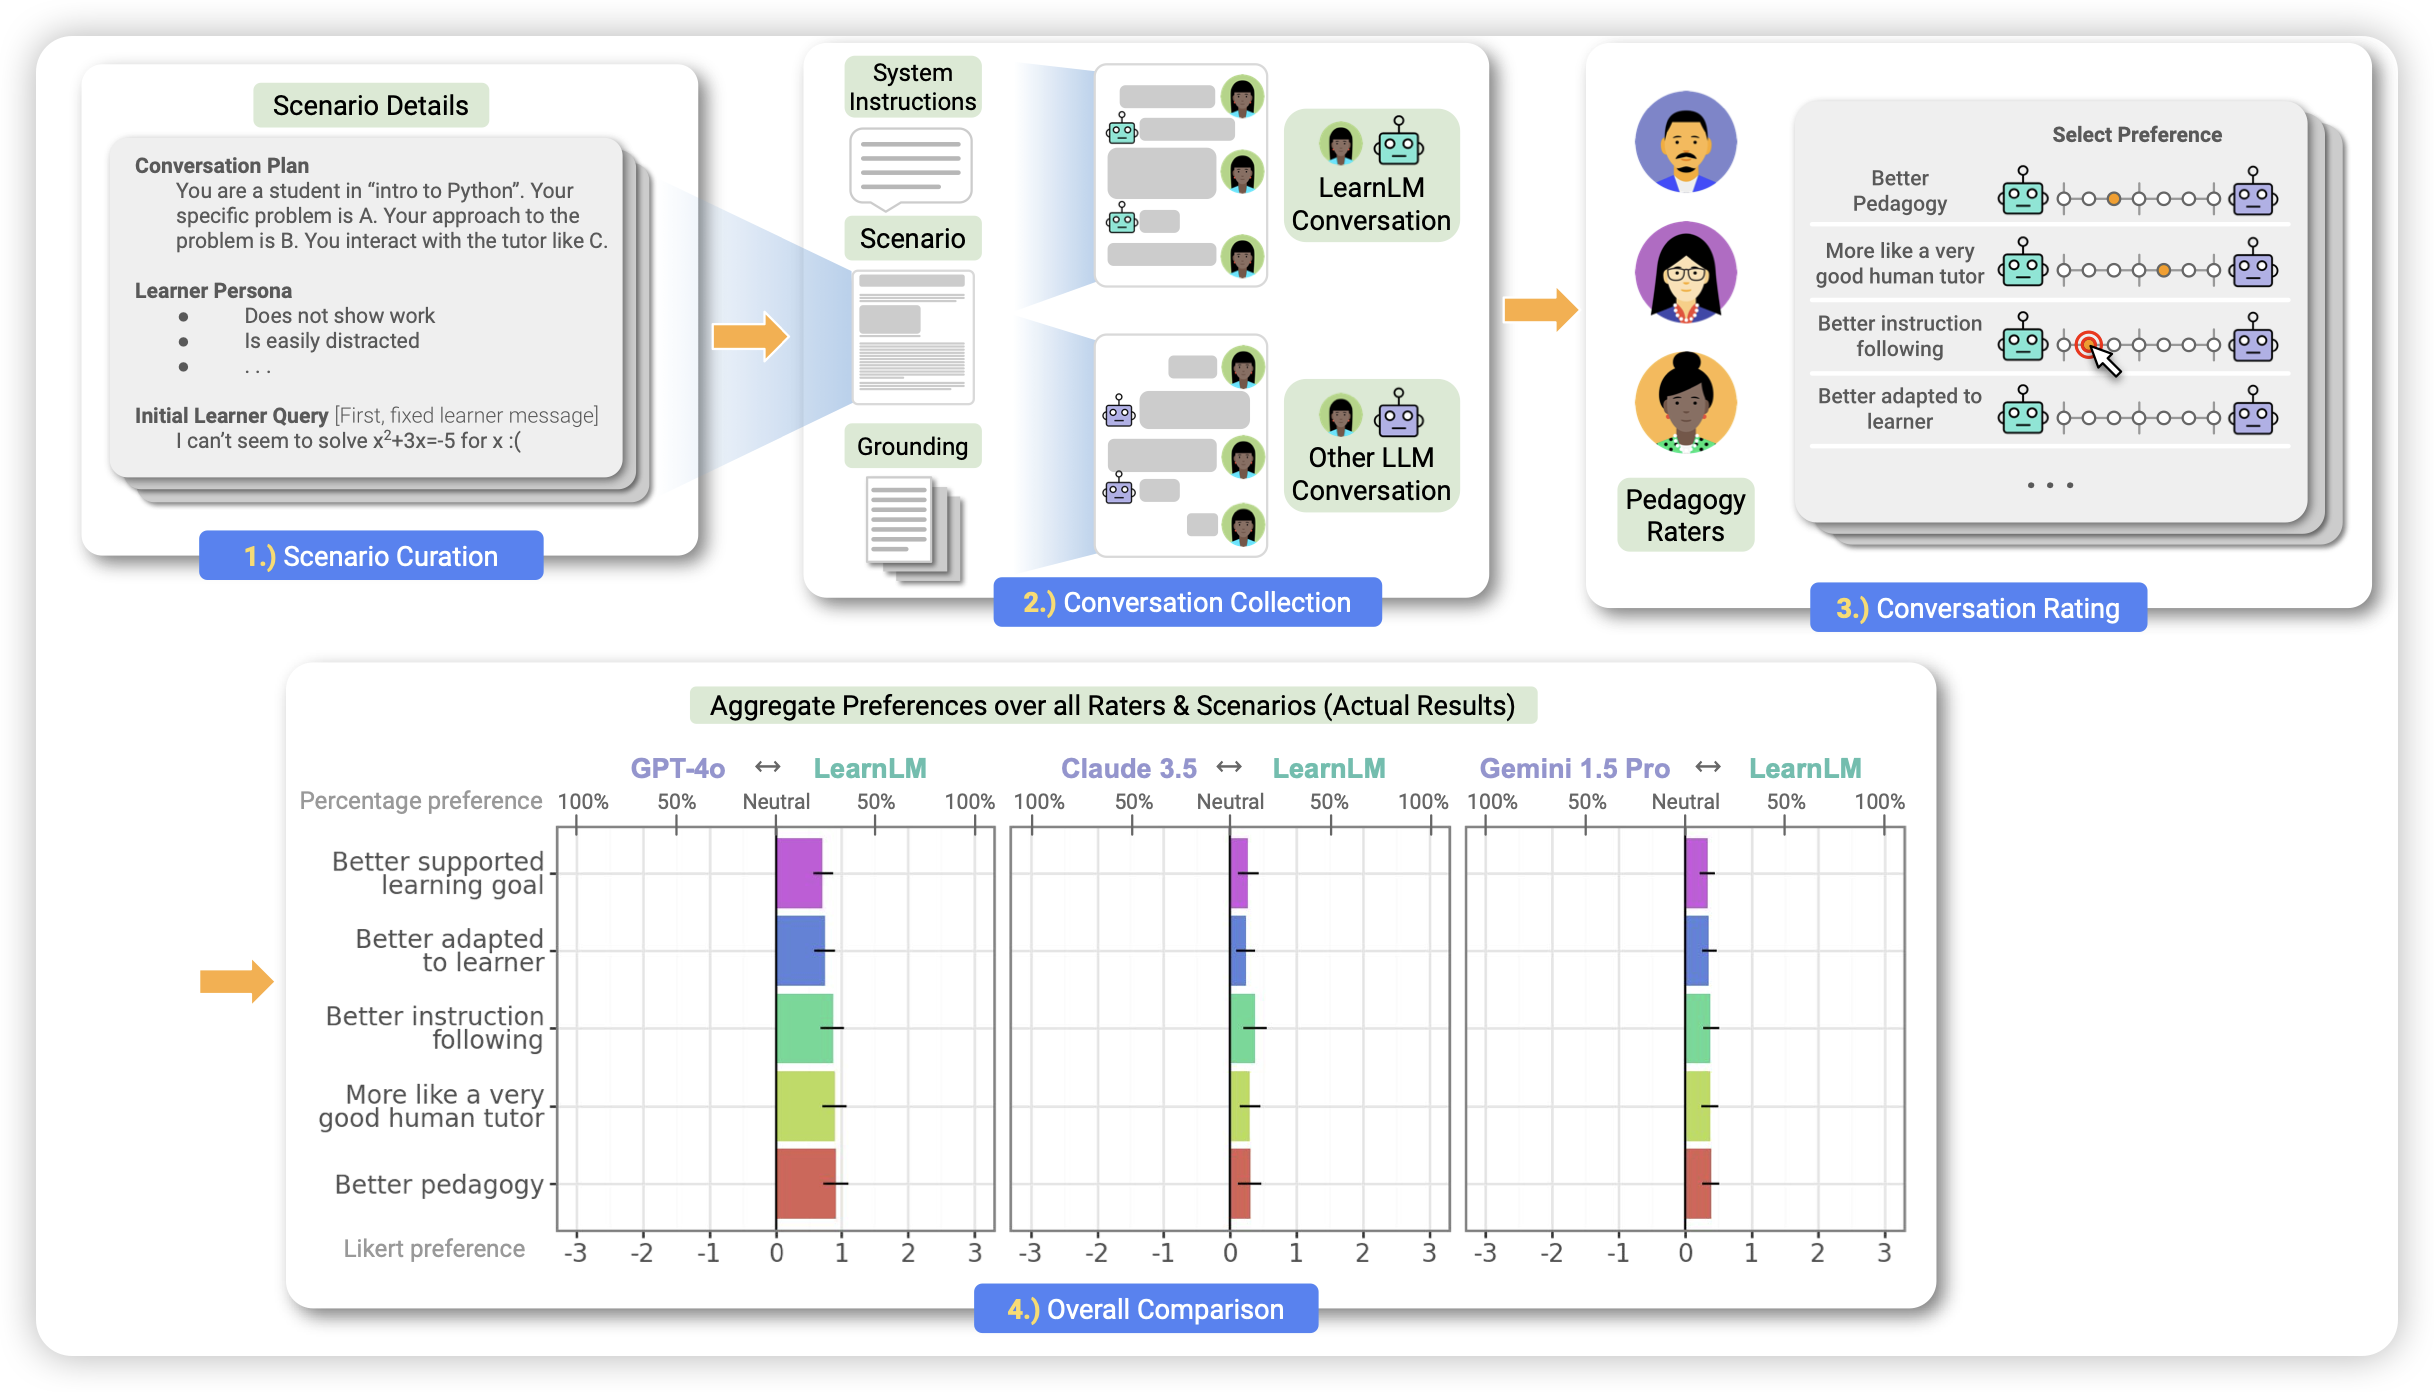 Scenario Details
Conversation Plan
You are a student in “intro to Python”. Your
specific problem is A. Your approach to the
problem is B. You interact with the tutor like C.
Learner Persona
● Does not show work
● Is easily distracted
● . . .
Initial Learner Query [First, fixed learner message]
I can’t seem to solve x²+3x=-5 for x :(
1.) Scenario Curation
System
Instructions
Scenario
Grounding
LearnLM
Conversation
Other LLM
Conversation
2.) Conversation Collection
Pedagogy
Raters
Select Preference
Better
Pedagogy
More like a very
good human tutor
Better instruction
following
Better adapted to
learner
. . .
3.) Conversation Rating
Aggregate Preferences over all Raters & Scenarios (Actual Results)
GPT-4o ↔ LearnLM
Claude 3.5 ↔ LearnLM
Gemini 1.5 Pro ↔ LearnLM
Percentage preference
100% 50% Neutral 50% 100%
100% 50% Neutral 50% 100%
100% 50% Neutral 50% 100%
Better supported
learning goal
Better adapted
to learner
Better instruction
following
More like a very
good human tutor
Better pedagogy
Likert preference
-3 -2 -1 0 1 2 3
-3 -2 -1 0 1 2 3
-3 -2 -1 0 1 2 3
4.) Overall Comparison